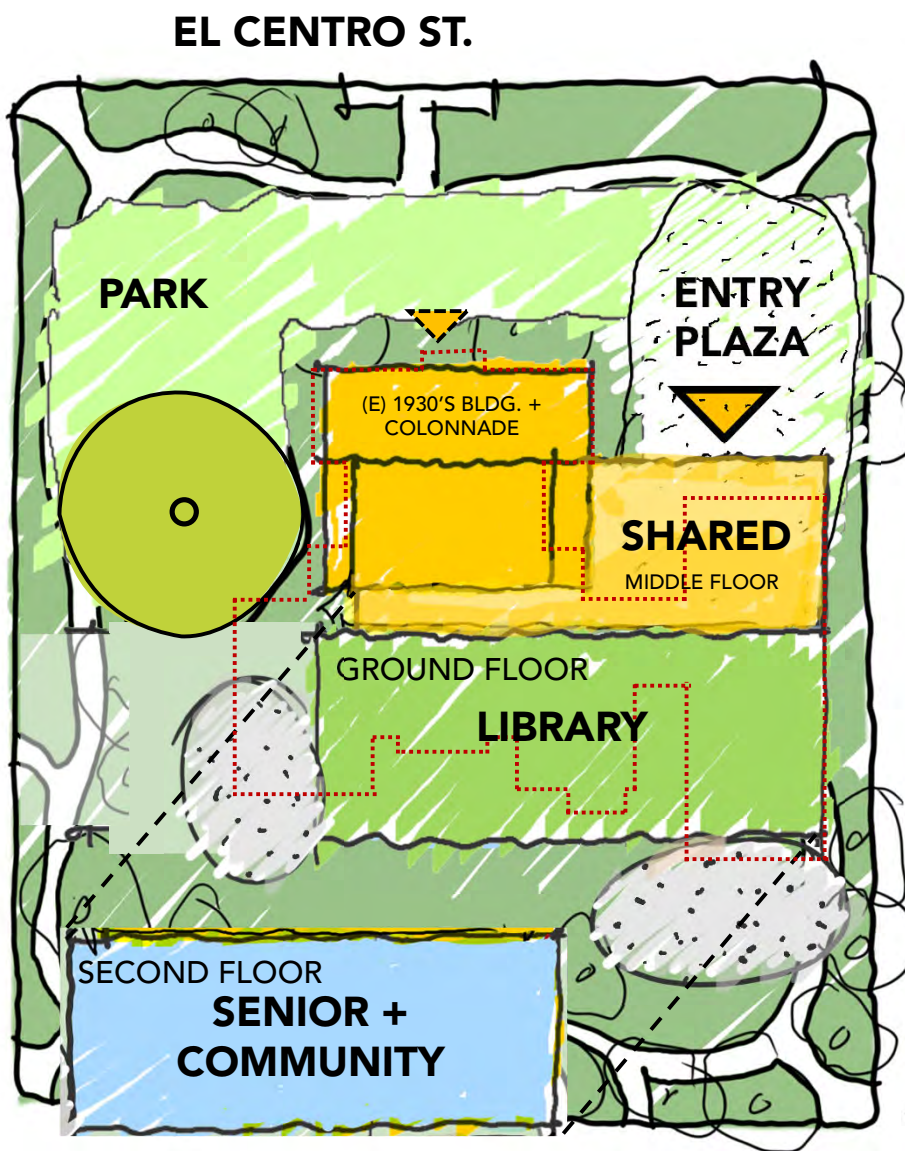 EL CENTRO ST.
PARK
ENTRY
PLAZA
(E) 1930'S BLDG. +
COLONNADE
SHARED
MIDDLE FLOOR
GROUND FLOOR
LIBRARY
SECOND FLOOR
SENIOR +
COMMUNITY